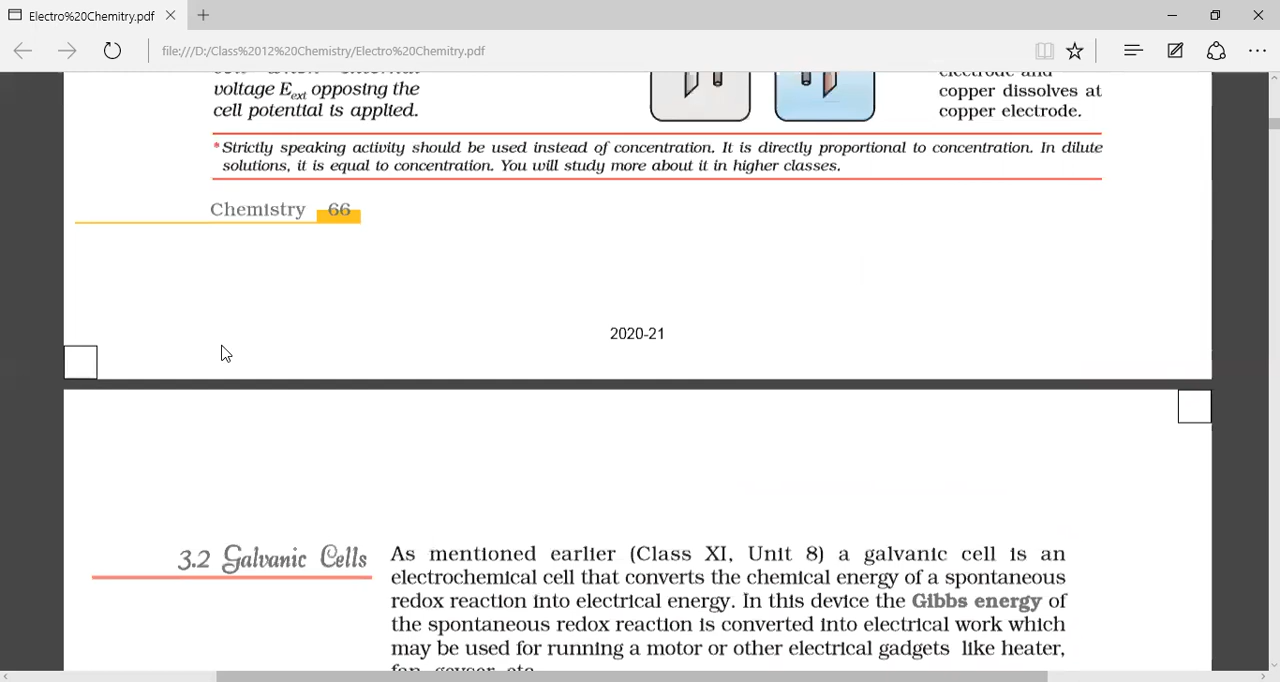 Electro%20Chemitry.pdf
file:///D:/Class%2012%20Chemistry/Electro%20Chemitry.pdf
voltage Eext opposing the
cell potential is applied.
electrode and
copper dissolves at
copper electrode.
* Strictly speaking activity should be used instead of concentration. It is directly proportional to concentration. In dilute
solutions, it is equal to concentration. You will study more about it in higher classes.
Chemistry 66
2020-21
3.2 Galvanic Cells
As mentioned earlier (Class XI, Unit 8) a galvanic cell is an
electrochemical cell that converts the chemical energy of a spontaneous
redox reaction into electrical energy. In this device the Gibbs energy of
the spontaneous redox reaction is converted into electrical work which
may be used for running a motor or other electrical gadgets like heater,
fan, geyser, etc.